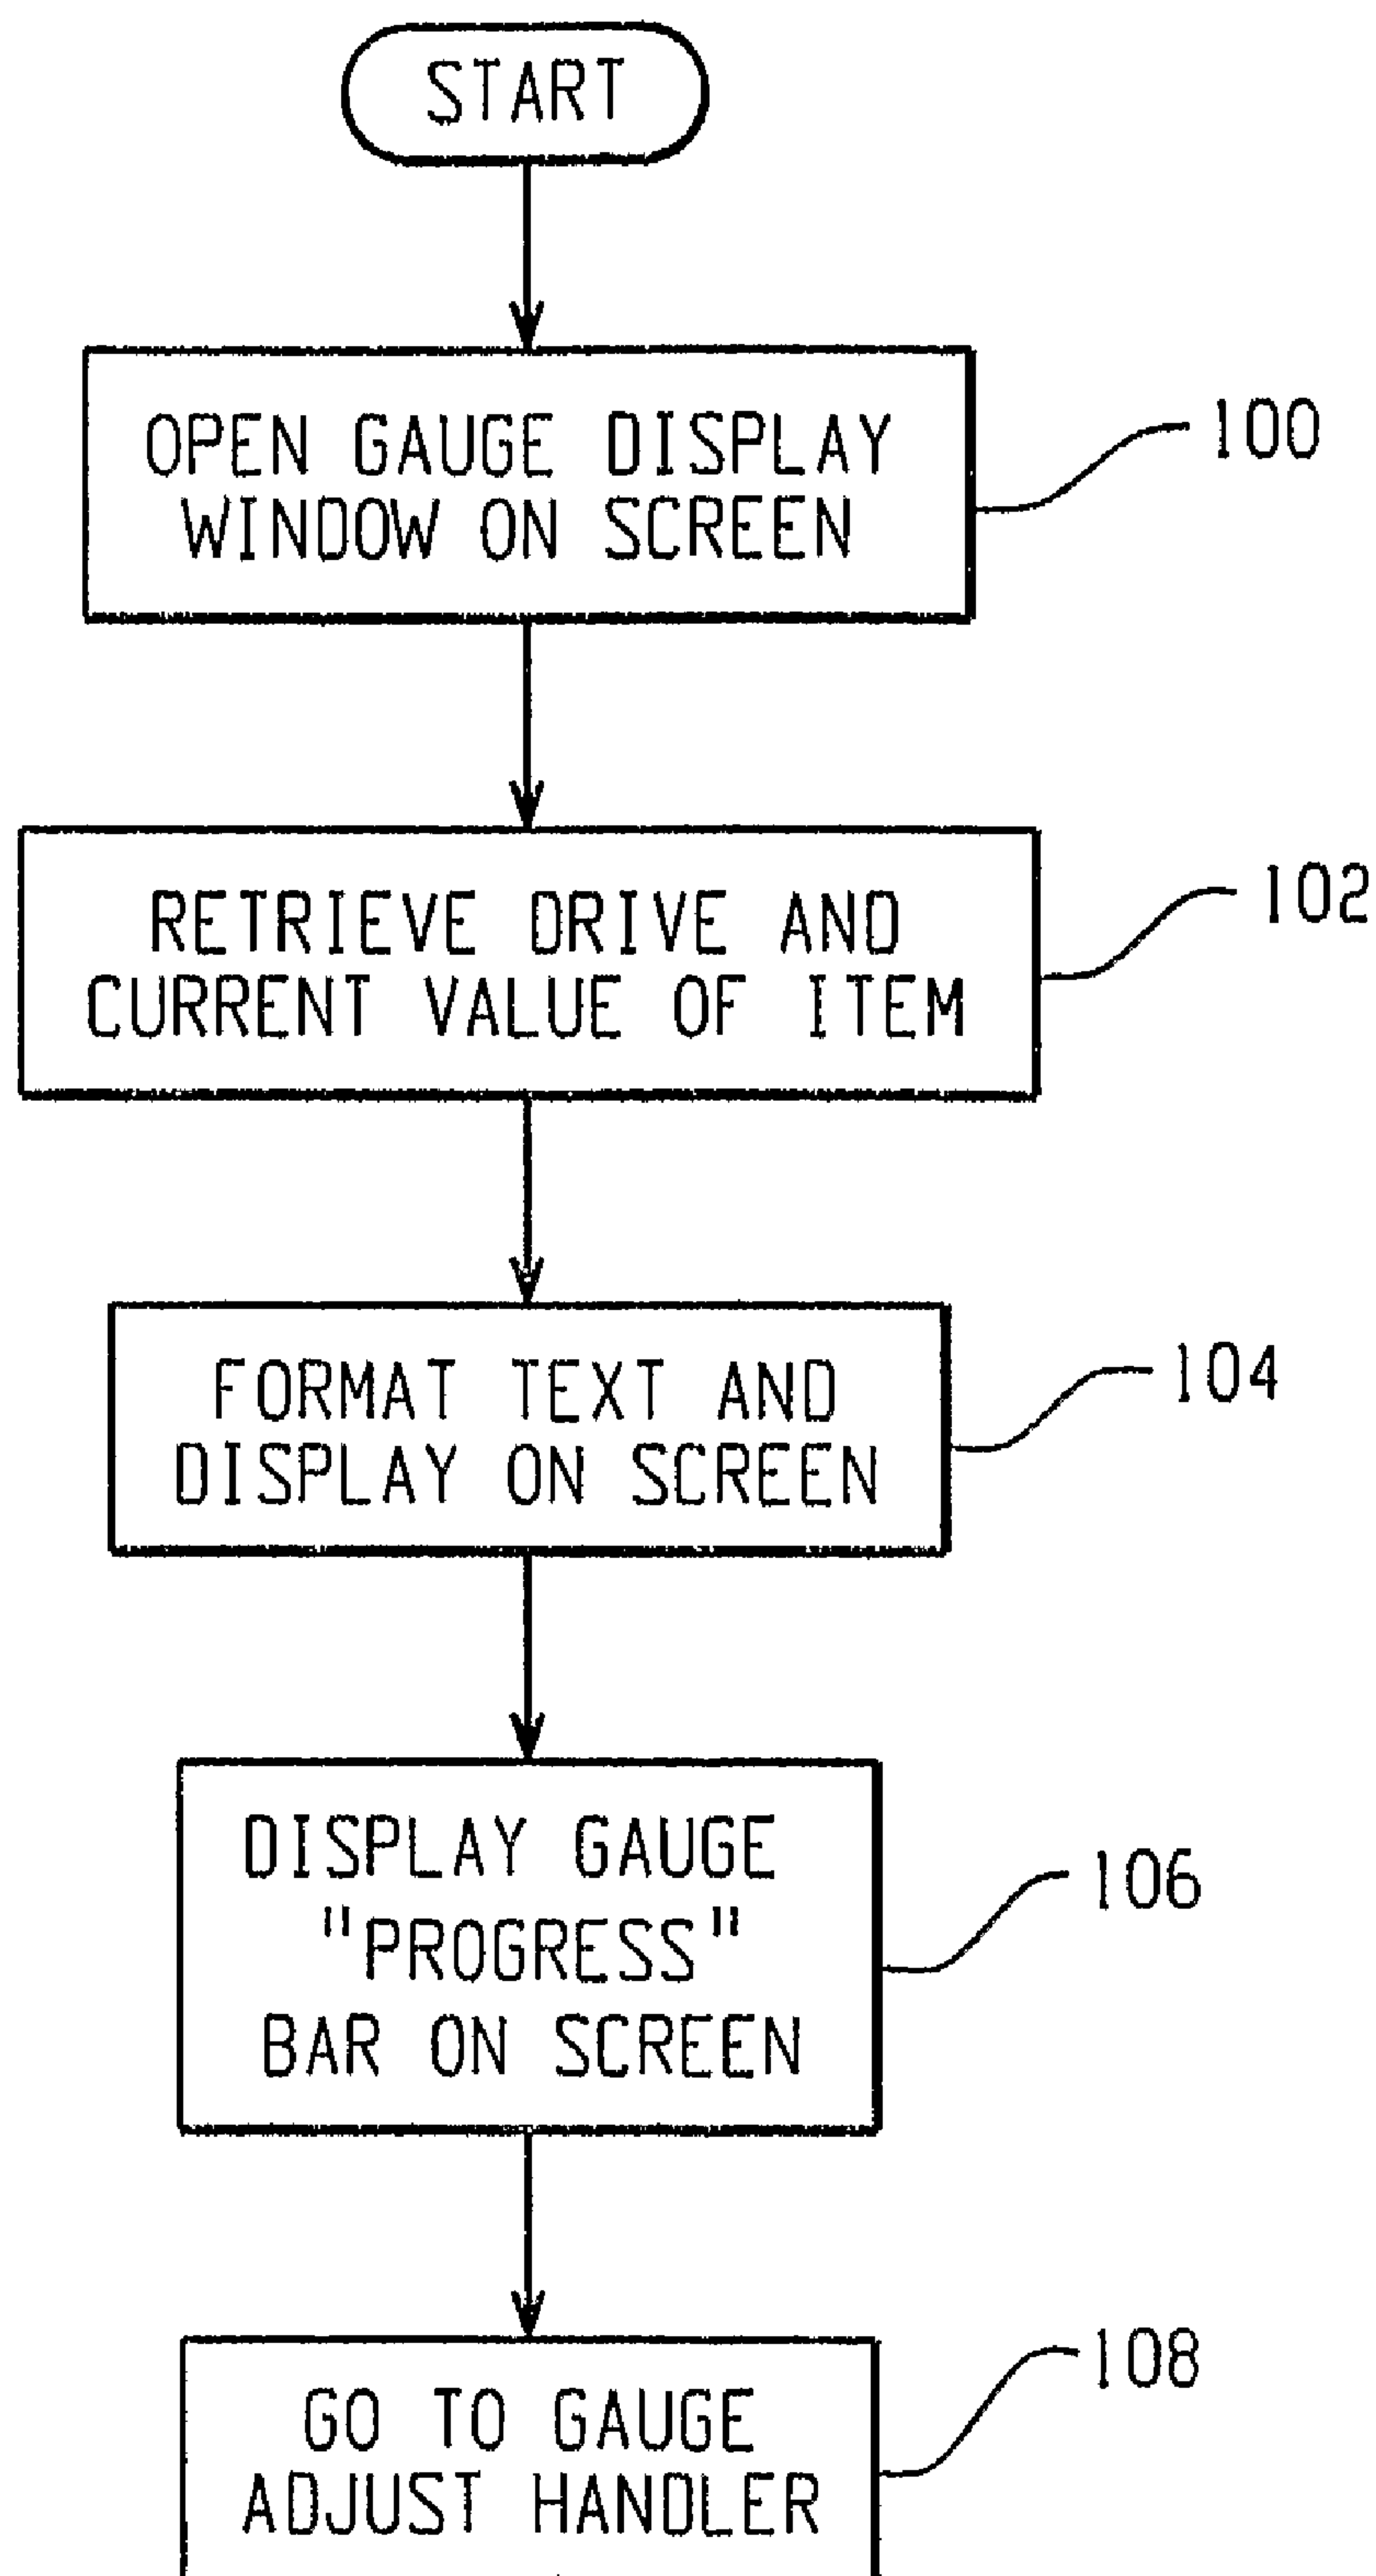 START
OPEN GAUGE DISPLAY
WINDOW ON SCREEN
100
RETRIEVE DRIVE AND
CURRENT VALUE OF ITEM
102
FORMAT TEXT AND
DISPLAY ON SCREEN
104
DISPLAY GAUGE
"PROGRESS"
BAR ON SCREEN
106
GO TO GAUGE
ADJUST HANDLER
108